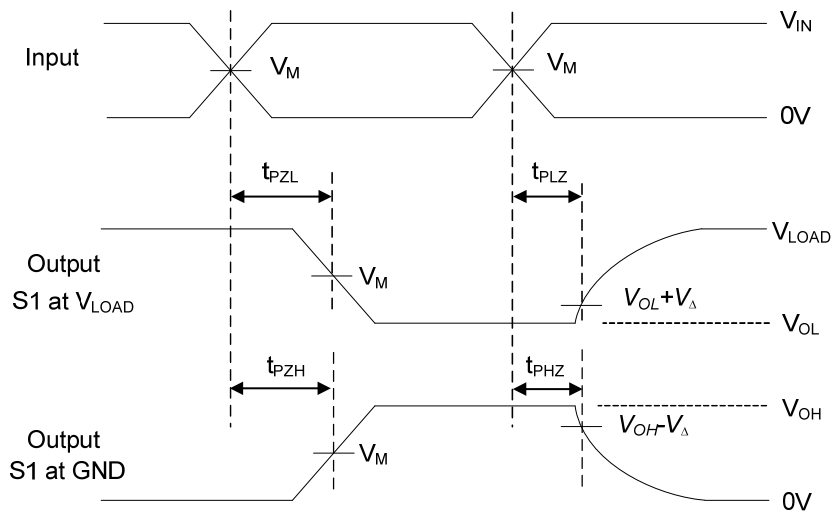 V_IN
Input
V_M
V_M
0V
t_PZL
t_PLZ
V_LOAD
Output
S1 at V_LOAD
V_M
V_OL+V_Δ
V_OL
t_PZH
t_PHZ
V_OH
Output
S1 at GND
V_M
V_OH-V_Δ
0V